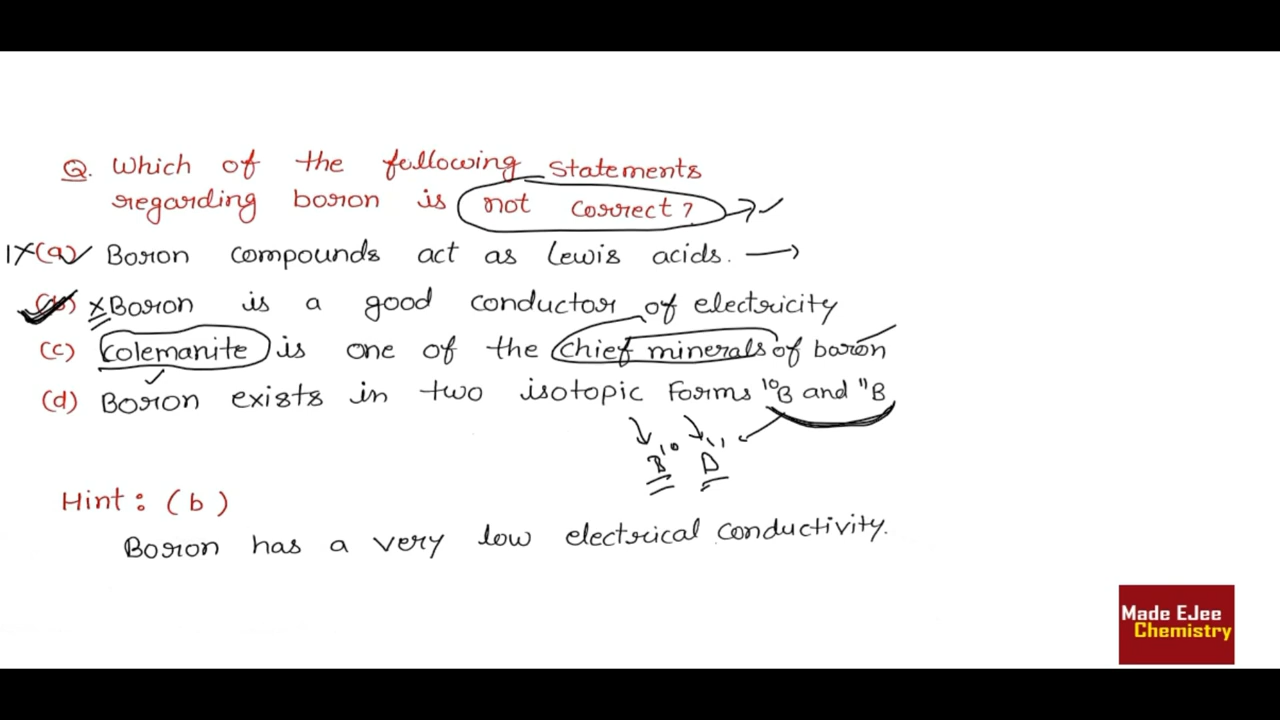 Q. Which of the following statements
regarding boron is not correct?
(a) Boron compounds act as Lewis acids.
(b) Boron is a good conductor of electricity
(c) Colemanite is one of the chief minerals of boron
(d) Boron exists in two isotopic forms ¹⁰B and ¹¹B
B¹⁰ ¹¹
Hint: (b)
Boron has a very low electrical conductivity.
Made EJee
Chemistry